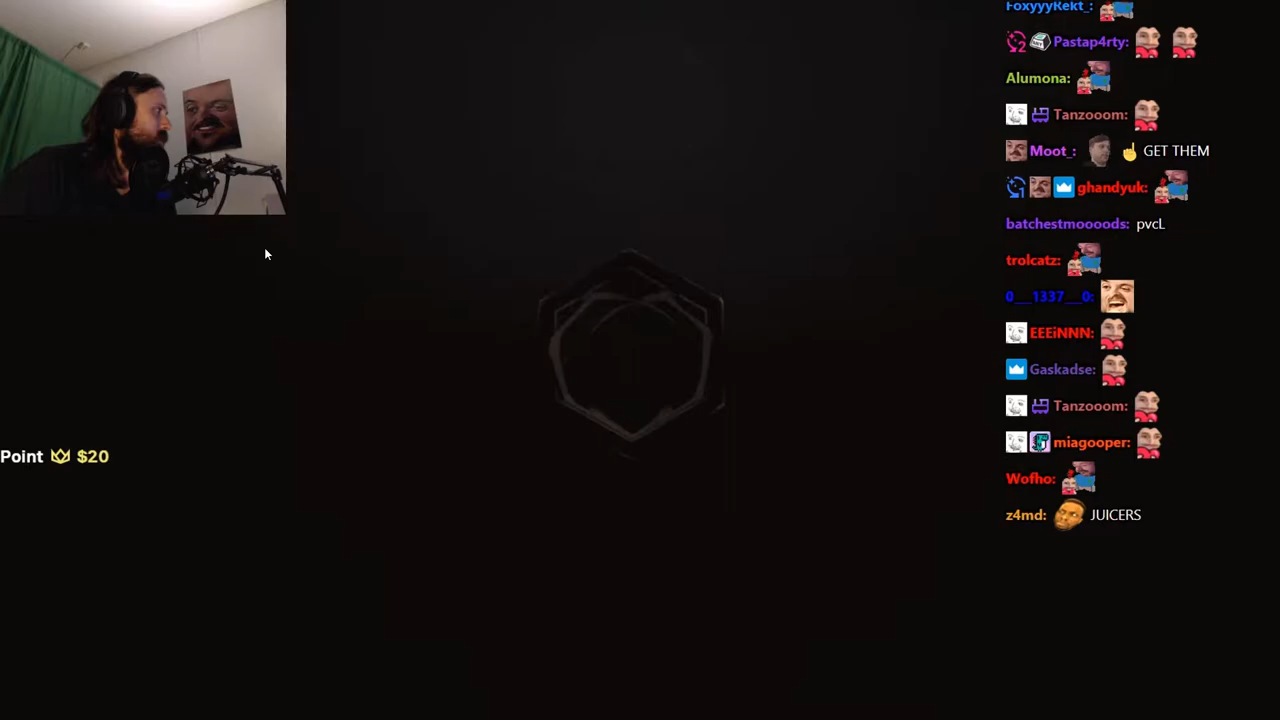 FoxyyyRekt_:
Pastap4rty:
Alumona:
Tanzooom:
Moot_: GET THEM
ghandyuk:
batchestmoooods: pvcL
trolcatz:
0__1337__0:
EEEiNNN:
Gaskadse:
Tanzooom:
miagooper:
Point $20
Wofho:
z4md: JUICERS